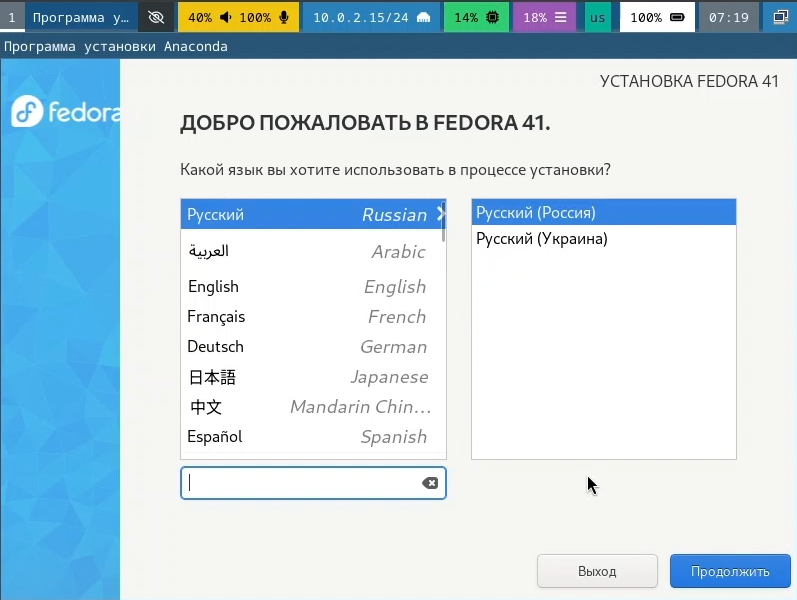 1 Программа у… 40% 100% 10.0.2.15/24 14% 18% us 100% 07:19
Программа установки Anaconda
fedora
УСТАНОВКА FEDORA 41
ДОБРО ПОЖАЛОВАТЬ В FEDORA 41.
Какой язык вы хотите использовать в процессе установки?
Русский Russian
العربية Arabic
English English
Français French
Deutsch German
日本語 Japanese
中文 Mandarin Chin...
Español Spanish
Русский (Россия)
Русский (Украина)
Выход Продолжить